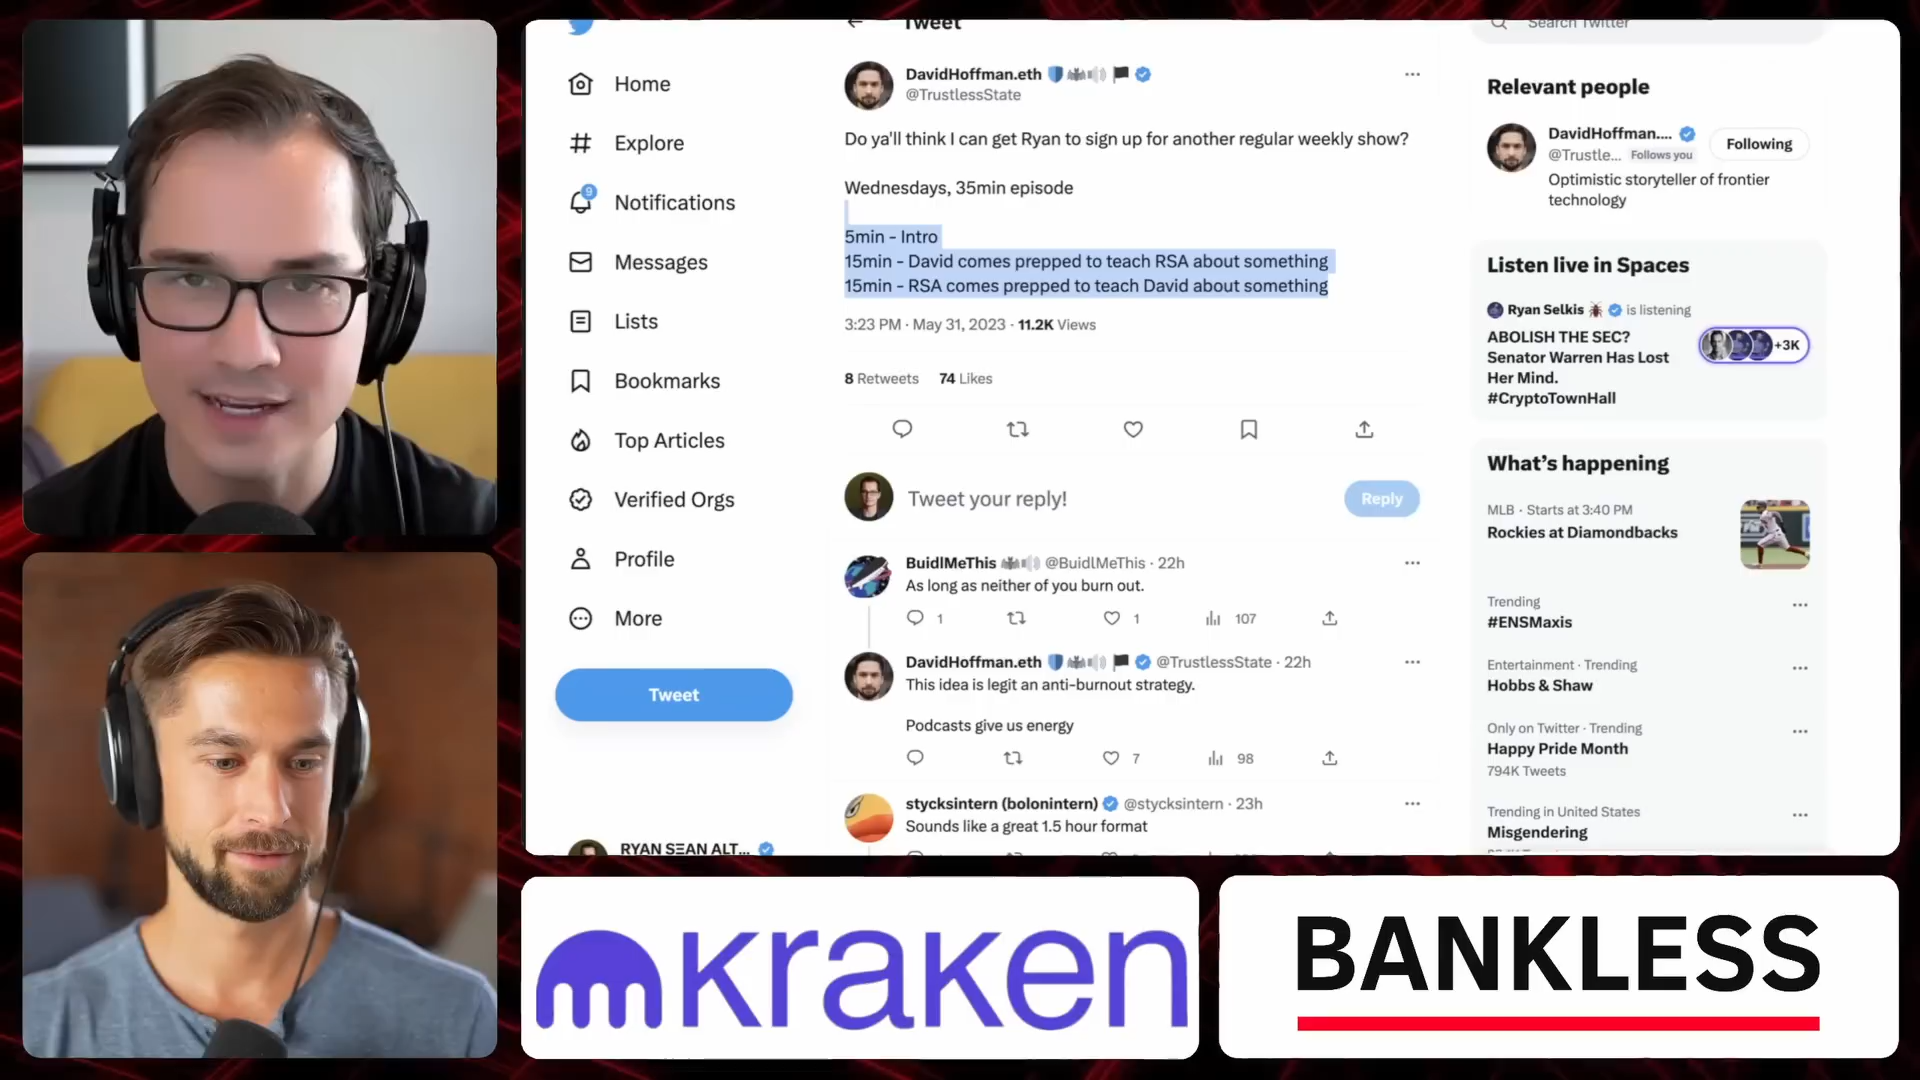 Tweet
Search Twitter
Home
Explore
9
Notifications
Messages
Lists
Bookmarks
Top Articles
Verified Orgs
Profile
More
Tweet
RYAN SΞAN ALT...
DavidHoffman.eth
@TrustlessState
Do ya'll think I can get Ryan to sign up for another regular weekly show?
Wednesdays, 35min episode
5min - Intro
15min - David comes prepped to teach RSA about something
15min - RSA comes prepped to teach David about something
3:23 PM · May 31, 2023 · 11.2K Views
8 Retweets 74 Likes
Tweet your reply!
Reply
BuidlMeThis @BuidlMeThis · 22h
As long as neither of you burn out.
1 1 107
DavidHoffman.eth @TrustlessState · 22h
This idea is legit an anti-burnout strategy.
Podcasts give us energy
7 98
stycksintern (bolonintern) @stycksintern · 23h
Sounds like a great 1.5 hour format
Relevant people
DavidHoffman....
@Trustle... Follows you
Following
Optimistic storyteller of frontier
technology
Listen live in Spaces
Ryan Selkis is listening
ABOLISH THE SEC?
Senator Warren Has Lost
Her Mind.
#CryptoTownHall
+3K
What's happening
MLB · Starts at 3:40 PM
Rockies at Diamondbacks
Trending
#ENSMaxis
Entertainment · Trending
Hobbs & Shaw
Only on Twitter · Trending
Happy Pride Month
794K Tweets
Trending in United States
Misgendering
kraken
BANKLESS